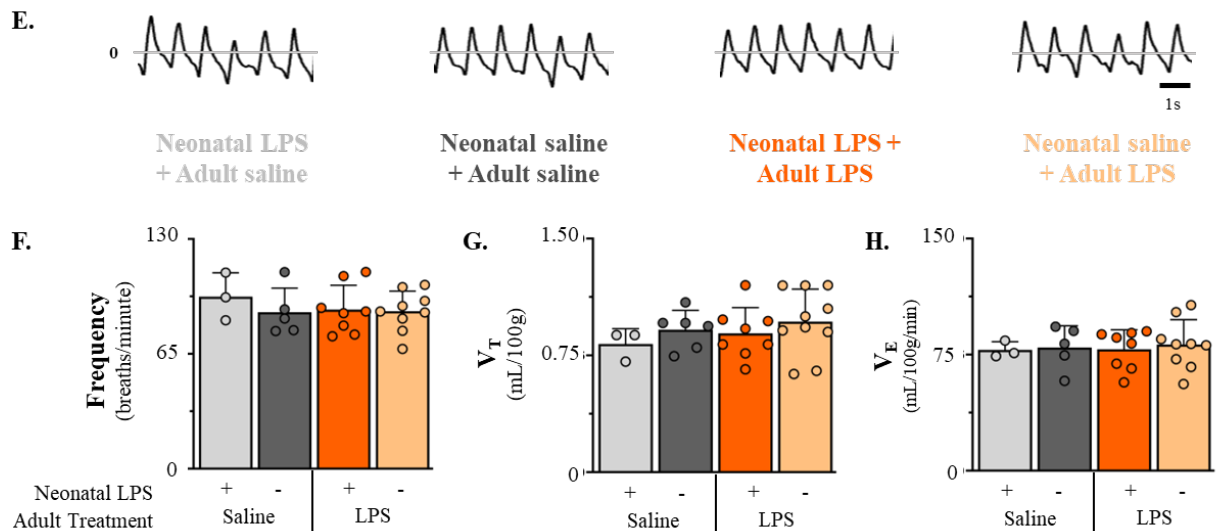 E.
0
1s
Neonatal LPS
+ Adult saline
Neonatal saline
+ Adult saline
Neonatal LPS +
Adult LPS
Neonatal saline
+ Adult LPS
F.
130
65
0
Frequency
(breaths/minute)
G.
1.50
0.75
0
VT
(mL/100g)
H.
150
75
0
VE
(mL/100g/min)
Neonatal LPS + - + - + - + - + - + -
Adult Treatment Saline LPS Saline LPS Saline LPS